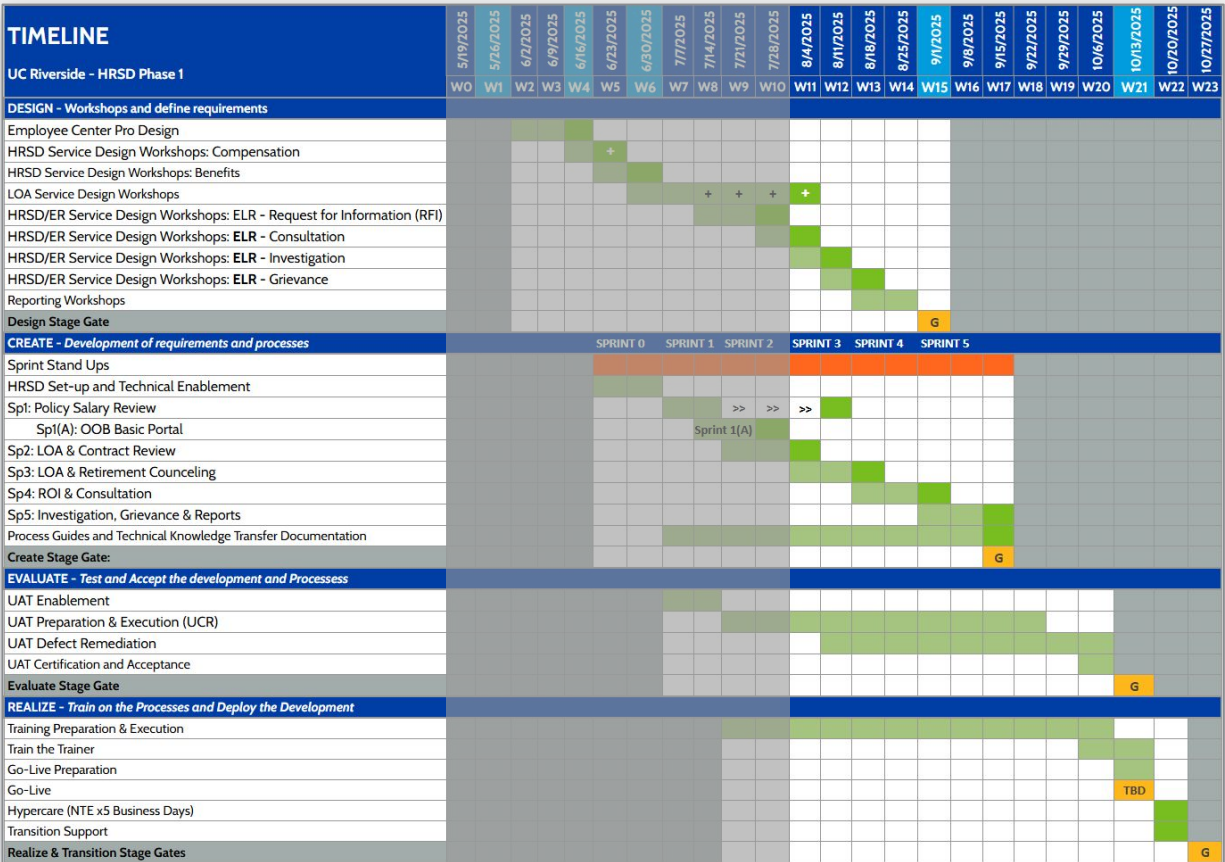 TIMELINE
UC Riverside - HRSD Phase 1
5/19/2025 5/26/2025 6/2/2025 6/9/2025 6/16/2025 6/23/2025 6/30/2025 7/7/2025 7/14/2025 7/21/2025 7/28/2025 8/4/2025 8/11/2025 8/18/2025 8/25/2025 9/1/2025 9/8/2025 9/15/2025 9/22/2025 9/29/2025 10/6/2025 10/13/2025 10/20/2025 10/27/2025
W0 W1 W2 W3 W4 W5 W6 W7 W8 W9 W10 W11 W12 W13 W14 W15 W16 W17 W18 W19 W20 W21 W22 W23
DESIGN - Workshops and define requirements
Employee Center Pro Design
HRSD Service Design Workshops: Compensation +
HRSD Service Design Workshops: Benefits
LOA Service Design Workshops + + + +
HRSD/ER Service Design Workshops: ELR - Request for Information (RFI)
HRSD/ER Service Design Workshops: ELR - Consultation
HRSD/ER Service Design Workshops: ELR - Investigation
HRSD/ER Service Design Workshops: ELR - Grievance
Reporting Workshops
Design Stage Gate G
CREATE - Development of requirements and processes SPRINT 0 SPRINT 1 SPRINT 2 SPRINT 3 SPRINT 4 SPRINT 5
Sprint Stand Ups
HRSD Set-up and Technical Enablement
Sp1: Policy Salary Review >> >> >>
Sp1(A): OOB Basic Portal Sprint 1(A)
Sp2: LOA & Contract Review
Sp3: LOA & Retirement Counceling
Sp4: ROI & Consultation
Sp5: Investigation, Grievance & Reports
Process Guides and Technical Knowledge Transfer Documentation
Create Stage Gate: G
EVALUATE - Test and Accept the development and Processess
UAT Enablement
UAT Preparation & Execution (UCR)
UAT Defect Remediation
UAT Certification and Acceptance
Evaluate Stage Gate G
REALIZE - Train on the Processes and Deploy the Development
Training Preparation & Execution
Train the Trainer
Go-Live Preparation
Go-Live TBD
Hypercare (NTE x5 Business Days)
Transition Support
Realize & Transition Stage Gates G